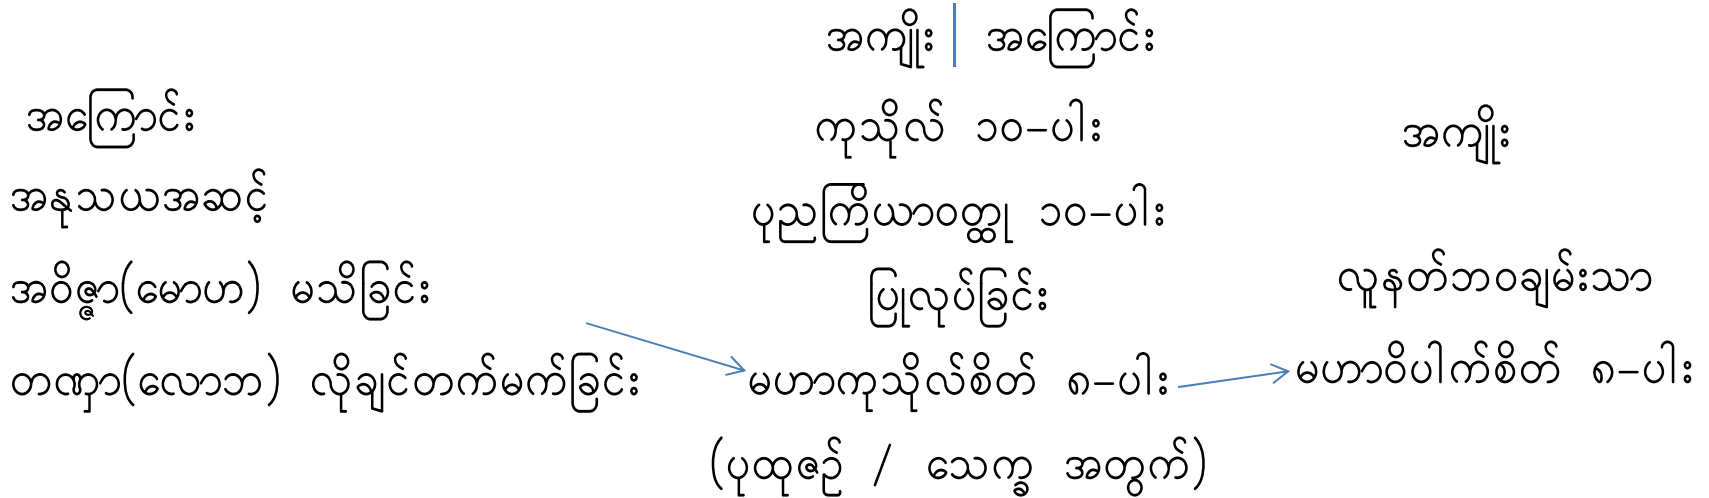 အကျိုး | အကြောင်း
အကြောင်း
ကုသိုလ် ၁၀-ပါး
အကျိုး
အနုသယအဆင့်
ပုညကြိယာဝတ္ထု ၁၀-ပါး
အဝိဇ္ဇာ(မောဟ) မသိခြင်း
ပြုလုပ်ခြင်း
လူနတ်ဘဝချမ်းသာ
တဏှာ(လောဘ) လိုချင်တက်မက်ခြင်း
မဟာကုသိုလ်စိတ် ၈-ပါး
မဟာဝိပါက်စိတ် ၈-ပါး
(ပုထုဇဉ် / သေက္ခ အတွက်)